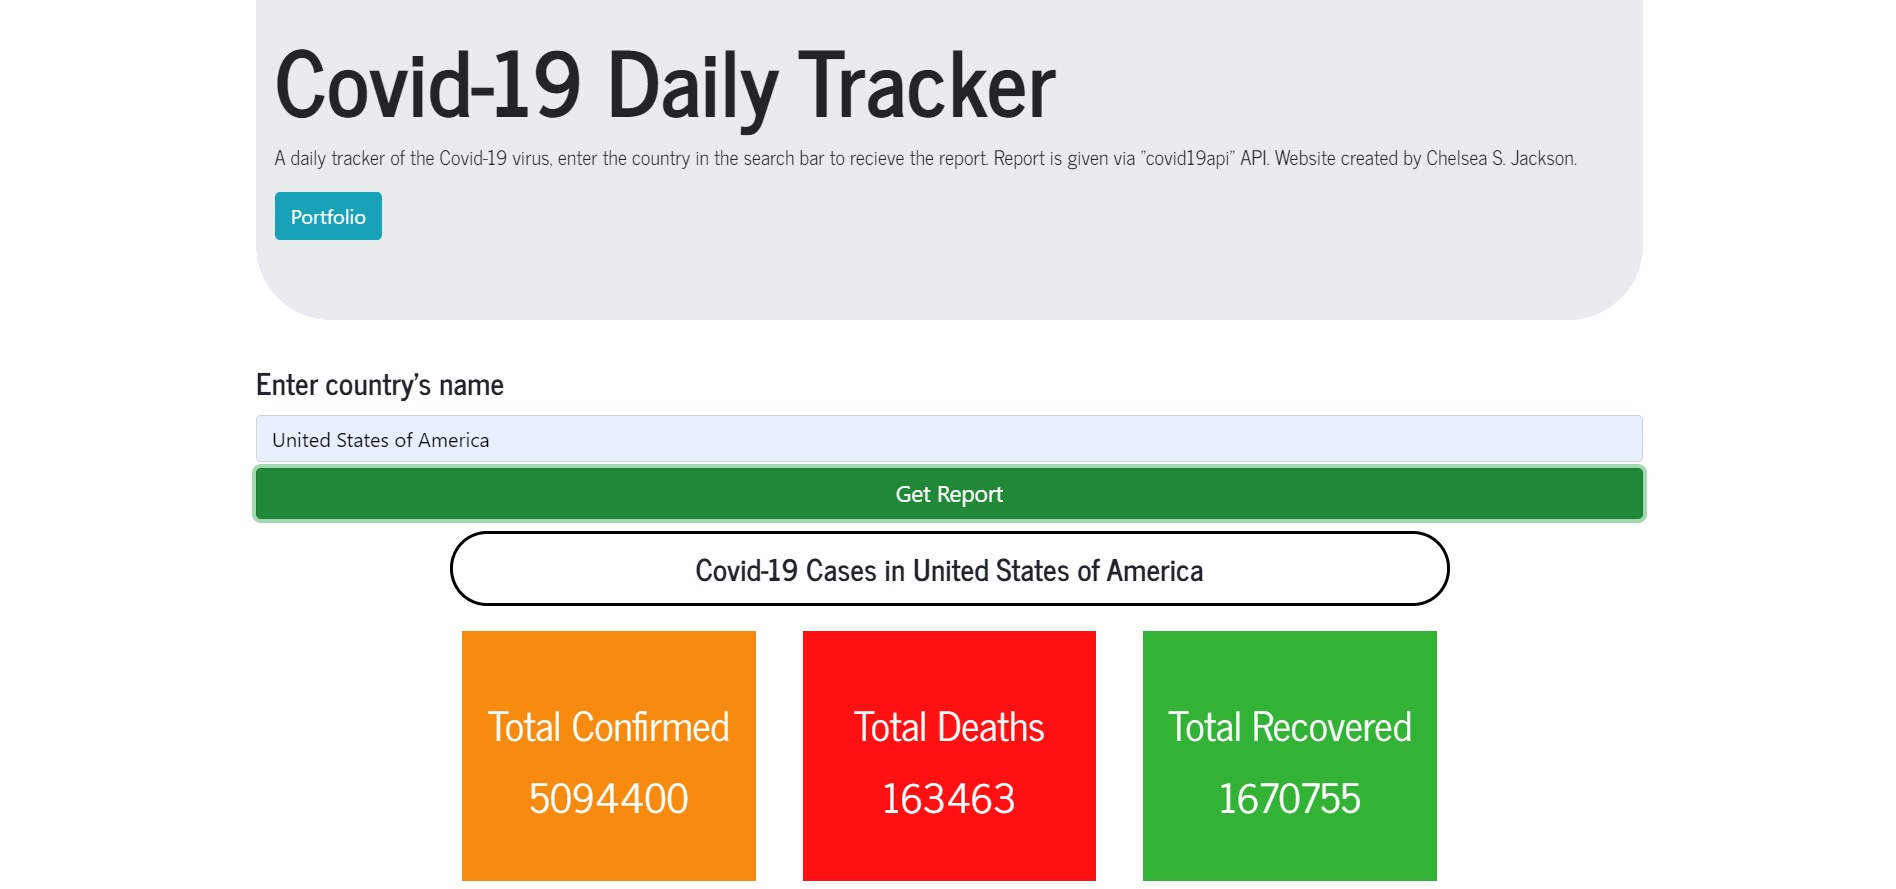 Covid-19 Daily Tracker
A daily tracker of the Covid-19 virus, enter the country in the search bar to recieve the report. Report is given via "covid19api" API. Website created by Chelsea S. Jackson.
Portfolio
Enter country's name
United States of America
Get Report
Covid-19 Cases in United States of America
Total Confirmed
5094400
Total Deaths
163463
Total Recovered
1670755